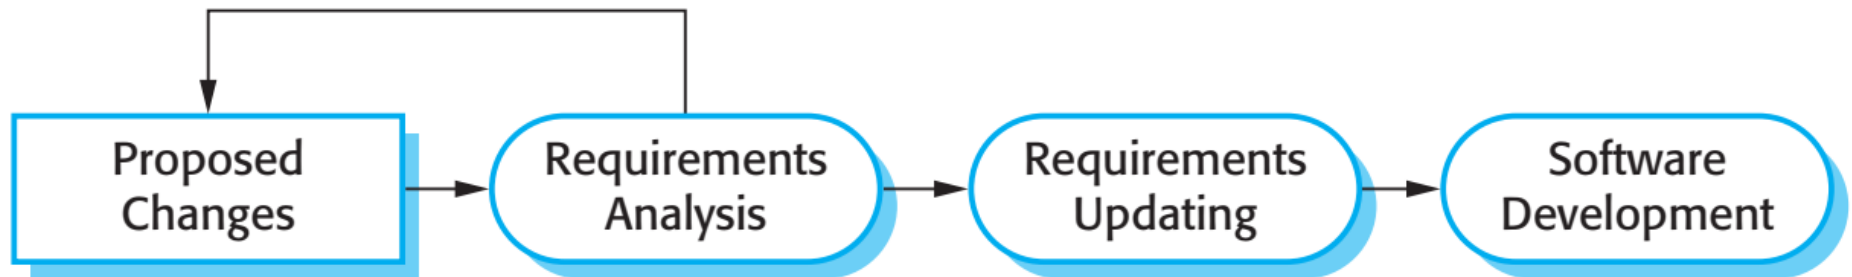 Proposed
Changes
Requirements
Analysis
Requirements
Updating
Software
Development